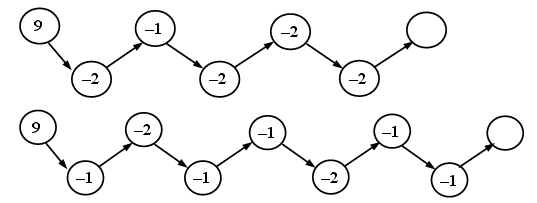 9 –2 –1 –2 –2 –2
9 –1 –2 –1 –1 –2 –1 –1